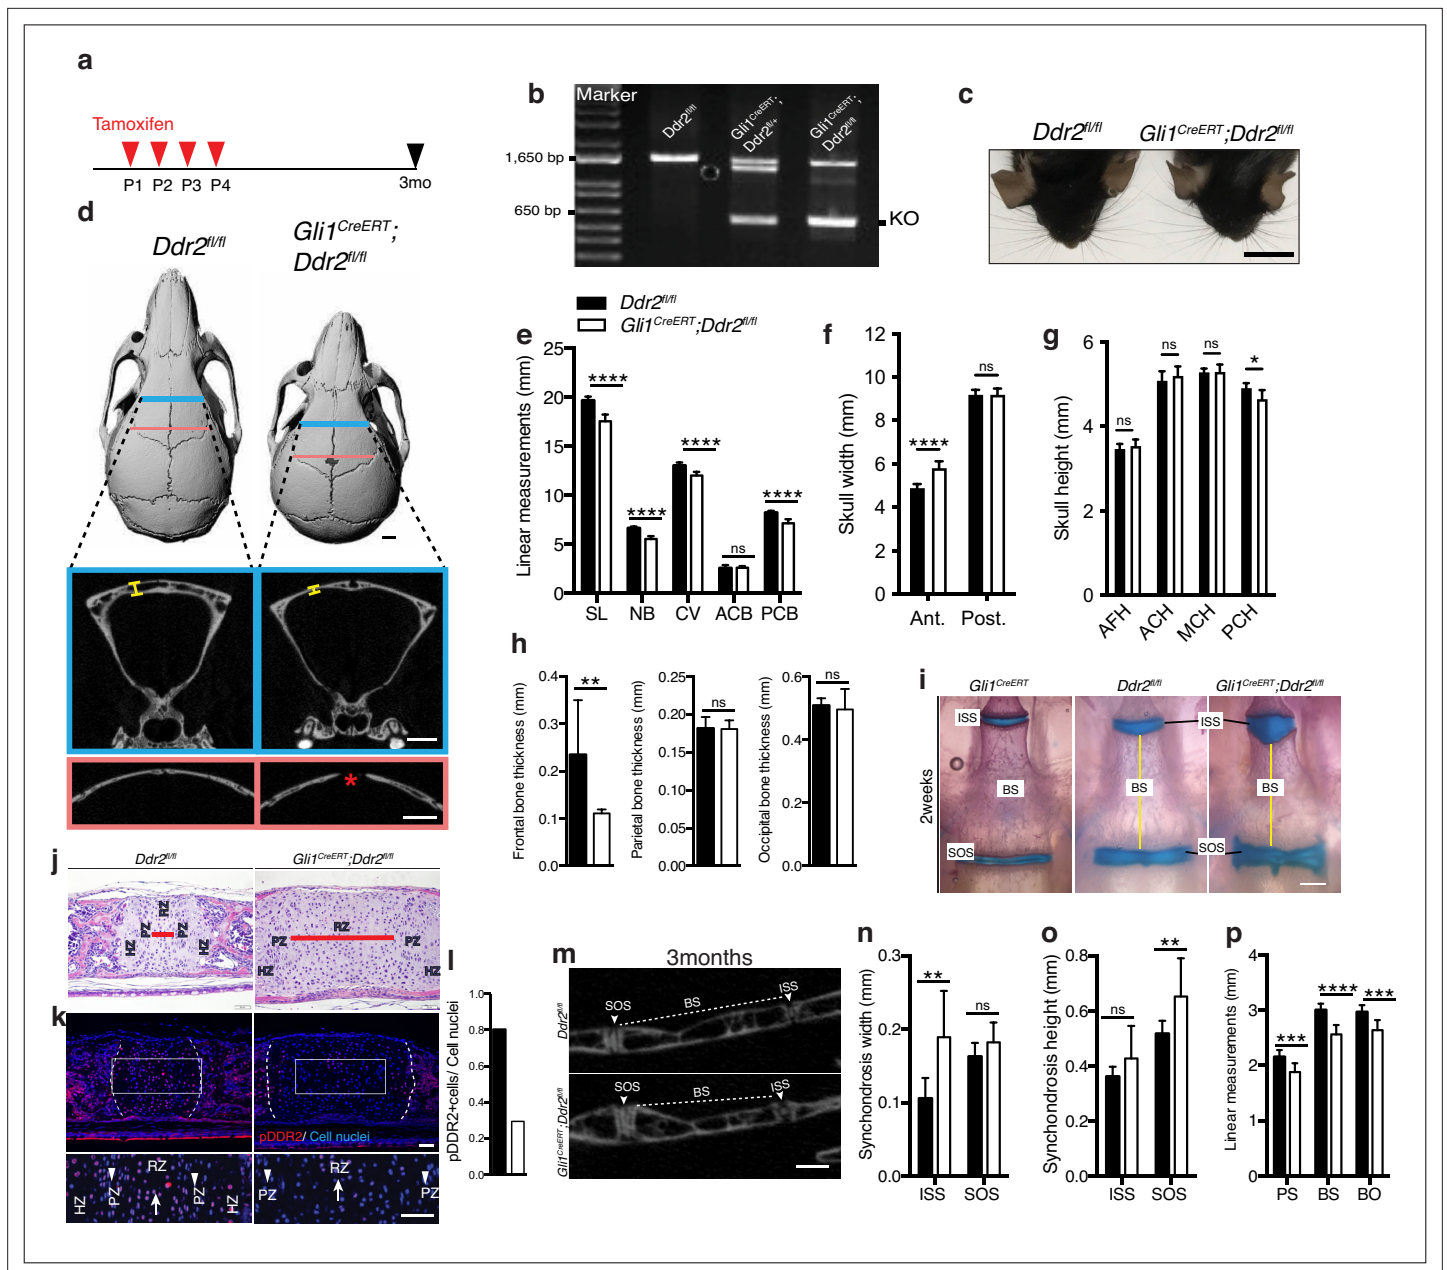 a
Tamoxifen
P1 P2 P3 P4 3mo
b
Marker
Ddr2fl/fl
Gli1CreERT;
Ddr2fl/+
Gli1CreERT;
Ddr2fl/fl
1,650 bp
650 bp
KO
c
Ddr2fl/fl Gli1CreERT;Ddr2fl/fl
d
Ddr2fl/fl
Gli1CreERT;
Ddr2fl/fl
*
Ddr2fl/fl
Gli1CreERT;Ddr2fl/fl
e
Linear measurements (mm)
25
20
15
10
5
0
**** **** **** ns ****
SL NB CV ACB PCB
f
Skull width (mm)
12
10
8
6
4
2
0
**** ns
Ant. Post.
g
Skull height (mm)
6
4
2
0
ns ns ns *
AFH ACH MCH PCH
h
Frontal bone thickness (mm)
0.4
0.3
0.2
0.1
0.0
**
Parietal bone thickness (mm)
0.25
0.20
0.15
0.10
0.05
0.00
ns
Occipital bone thickness (mm)
0.6
0.4
0.2
0.0
ns
i
Gli1CreERT Ddr2fl/fl Gli1CreERT;Ddr2fl/fl
2weeks
ISS ISS
BS BS BS
SOS SOS
j
Ddr2fl/fl Gli1CreERT;Ddr2fl/fl
HZ PZ RZ PZ HZ
HZ PZ RZ PZ HZ
k
pDDR2/ Cell nuclei
HZ PZ RZ PZ HZ
PZ RZ PZ
l
pDDR2+cells/ Cell nuclei
1.0
0.8
0.6
0.4
0.2
0.0
m
3months
Ddr2fl/fl
SOS BS ISS
Gli1CreERT;Ddr2fl/fl
SOS BS ISS
n
Synchondrosis width (mm)
0.3
0.2
0.1
0.0
** ns
ISS SOS
o
Synchondrosis height (mm)
0.8
0.6
0.4
0.2
0.0
ns **
ISS SOS
p
Linear measurements (mm)
4
3
2
1
0
*** **** ***
PS BS BO